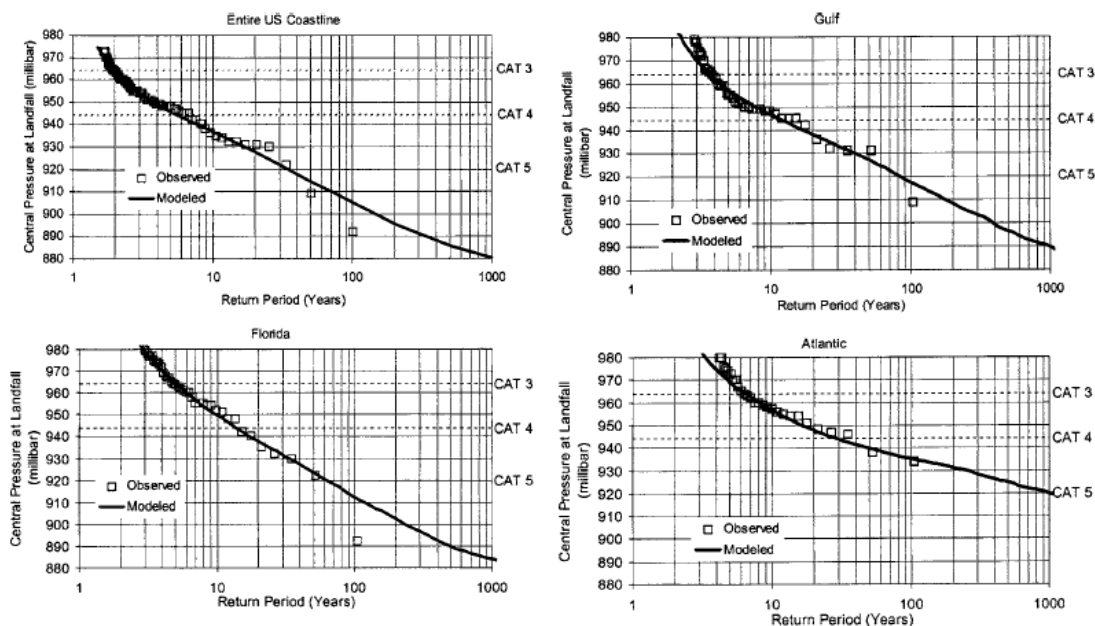 Entire US Coastline
Central Pressure at Landfall (millibar)
980
970
960
950
940
930
920
910
900
890
880
CAT 3
CAT 4
CAT 5
Observed
Modeled
1
10
100
1000
Return Period (Years)
Gulf
Central Pressure at Landfall
(millibar)
980
970
960
950
940
930
920
910
900
890
880
CAT 3
CAT 4
CAT 5
Observed
Modeled
1
10
100
1000
Return Period (Years)
Florida
Central Pressure at Landfall
(millibar)
980
970
960
950
940
930
920
910
900
890
880
CAT 3
CAT 4
CAT 5
Observed
Modeled
1
10
100
1000
Return Period (Years)
Atlantic
Central Pressure at Landfall
(millibar)
980
970
960
950
940
930
920
910
900
890
880
CAT 3
CAT 4
CAT 5
Observed
Modeled
1
10
100
1000
Return Period (Years)